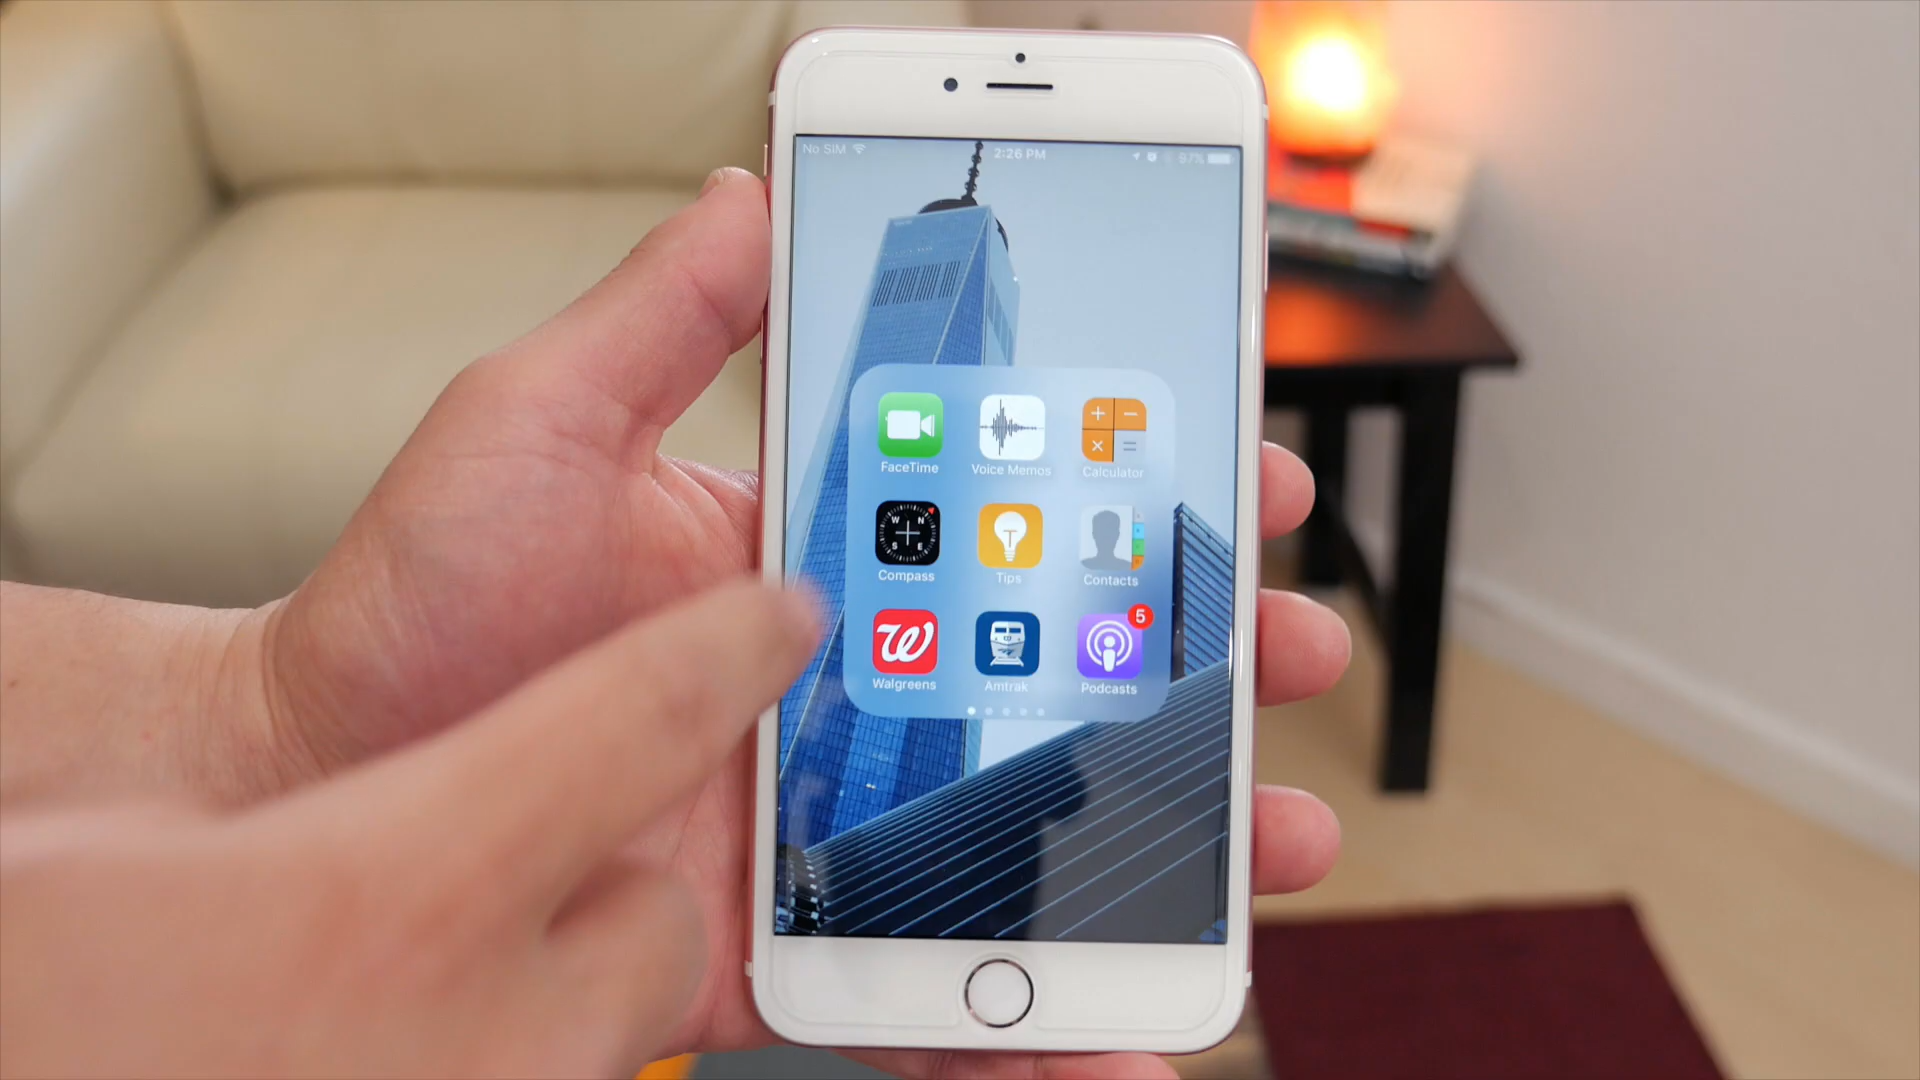 No SIM 2:26 PM 97%
FaceTime Voice Memos Calculator
W N S E
Compass Tips Contacts
5
Walgreens Amtrak Podcasts